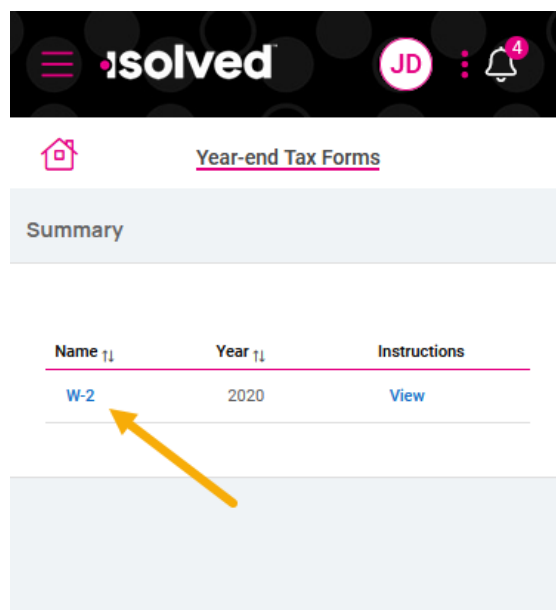 isolved JD 4
Year-end Tax Forms
Summary
Name ↑↓ Year ↑↓ Instructions
W-2 2020 View